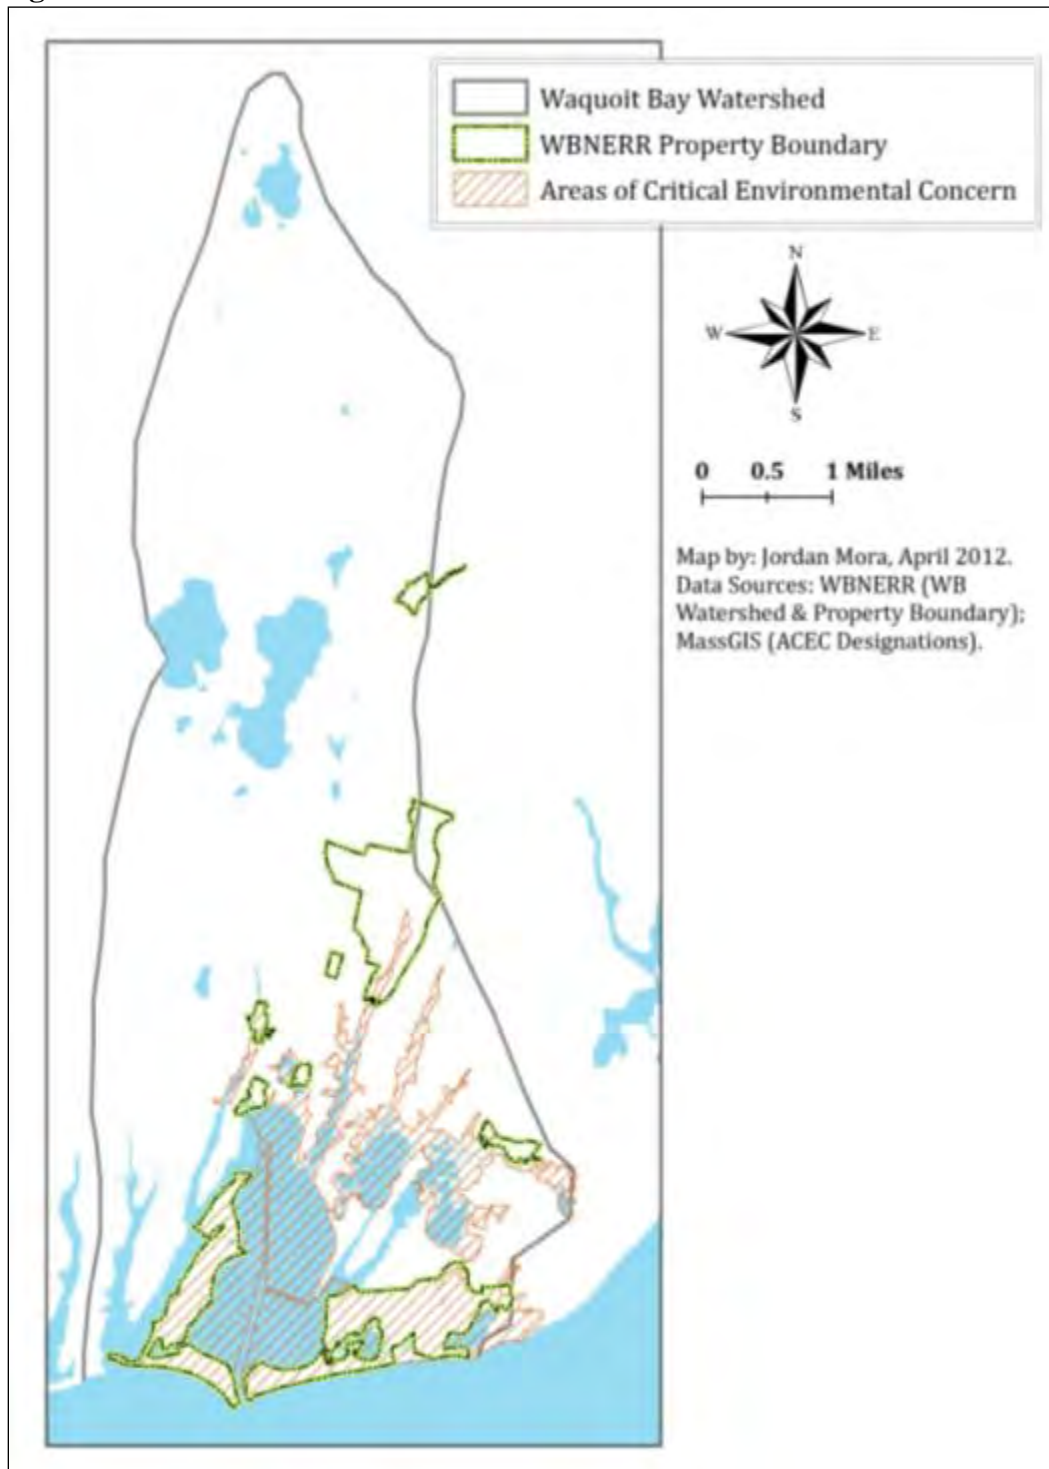 Waquoit Bay Watershed
WBNERR Property Boundary
Areas of Critical Environmental Concern
N
W E
S
0 0.5 1 Miles
Map by: Jordan Mora, April 2012.
Data Sources: WBNERR (WB
Watershed & Property Boundary);
MassGIS (ACEC Designations).